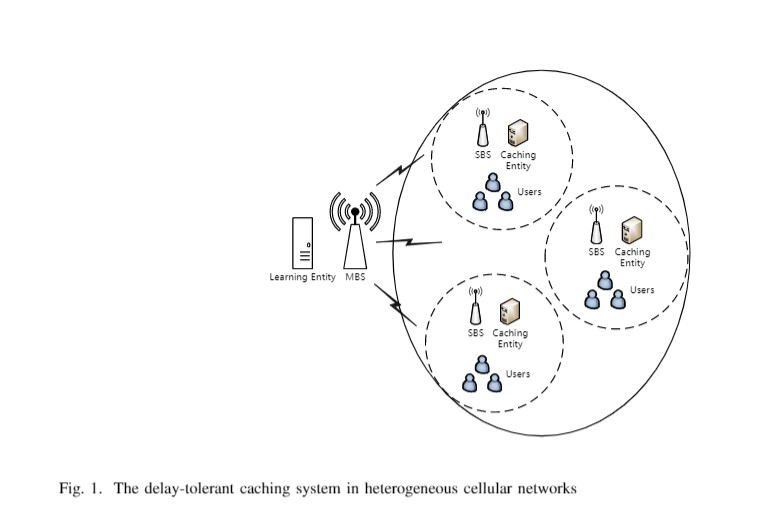 SBS Caching
Entity
Users
SBS Caching
Entity
Users
Learning Entity MBS
SBS Caching
Entity
Users
Fig. 1. The delay-tolerant caching system in heterogeneous cellular networks